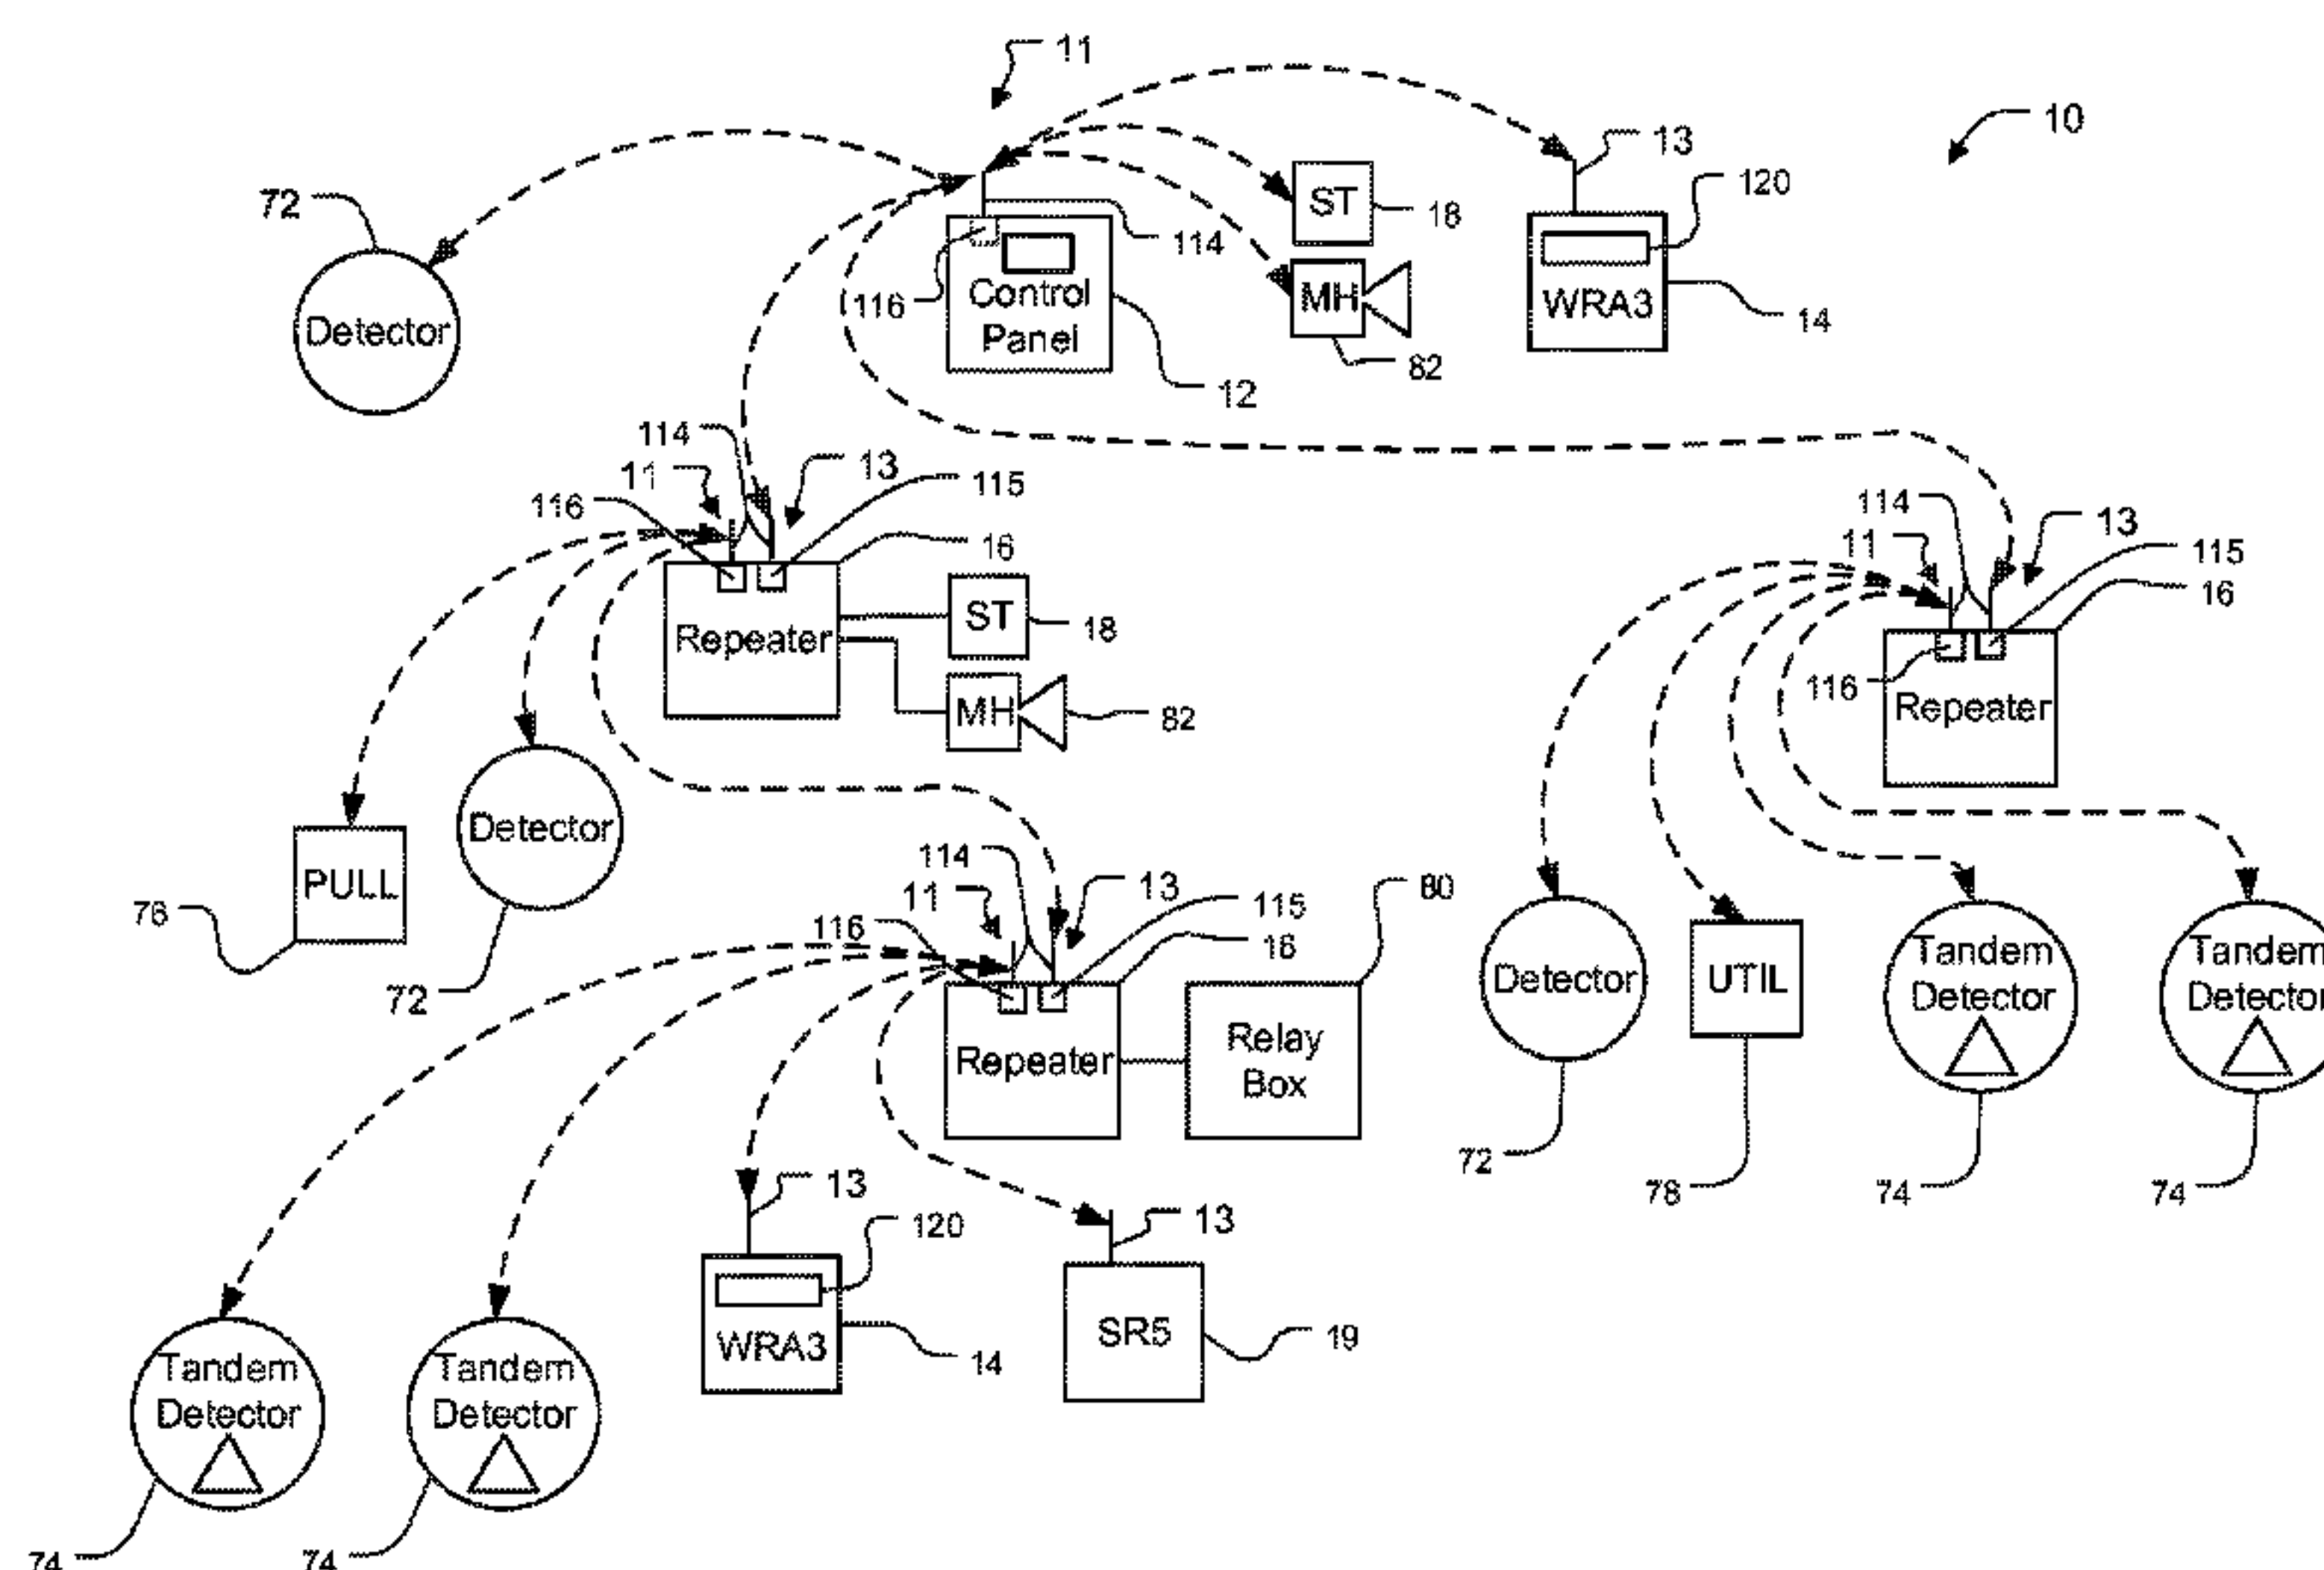 11
10
13
72
120
ST
18
114
116
Control
Panel
MH
WRA3
14
Detector
82
12
114
11
13
115
116
114
13
16
11
115
16
ST
18
Repeater
116
MH
82
Repeater
Detector
PULL
114
11
13
80
76
115
116
16
72
Detector
UTIL
Tandem
Detector
Tandem
Detector
Repeater
Relay
Box
72
78
74
74
13
13
120
WRA3
14
SR5
19
Tandem
Detector
Tandem
Detector
74
74